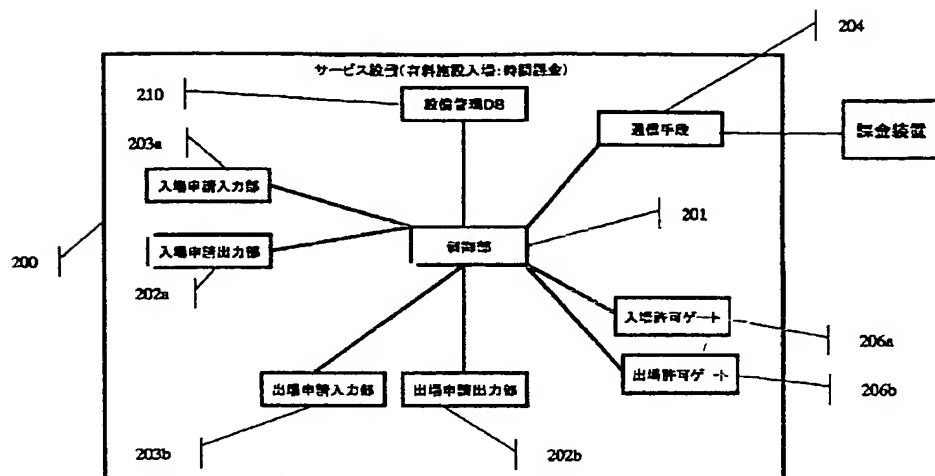 204
サービス設備(有料施設入場:時間課金)
210
設備管理DB
通信手段
課金装置
203a
入場申請入力部
201
制御部
200
入場申請出力部
202a
入場許可ゲート
206a
出場許可ゲート
206b
出場申請入力部
出場申請出力部
203b
202b